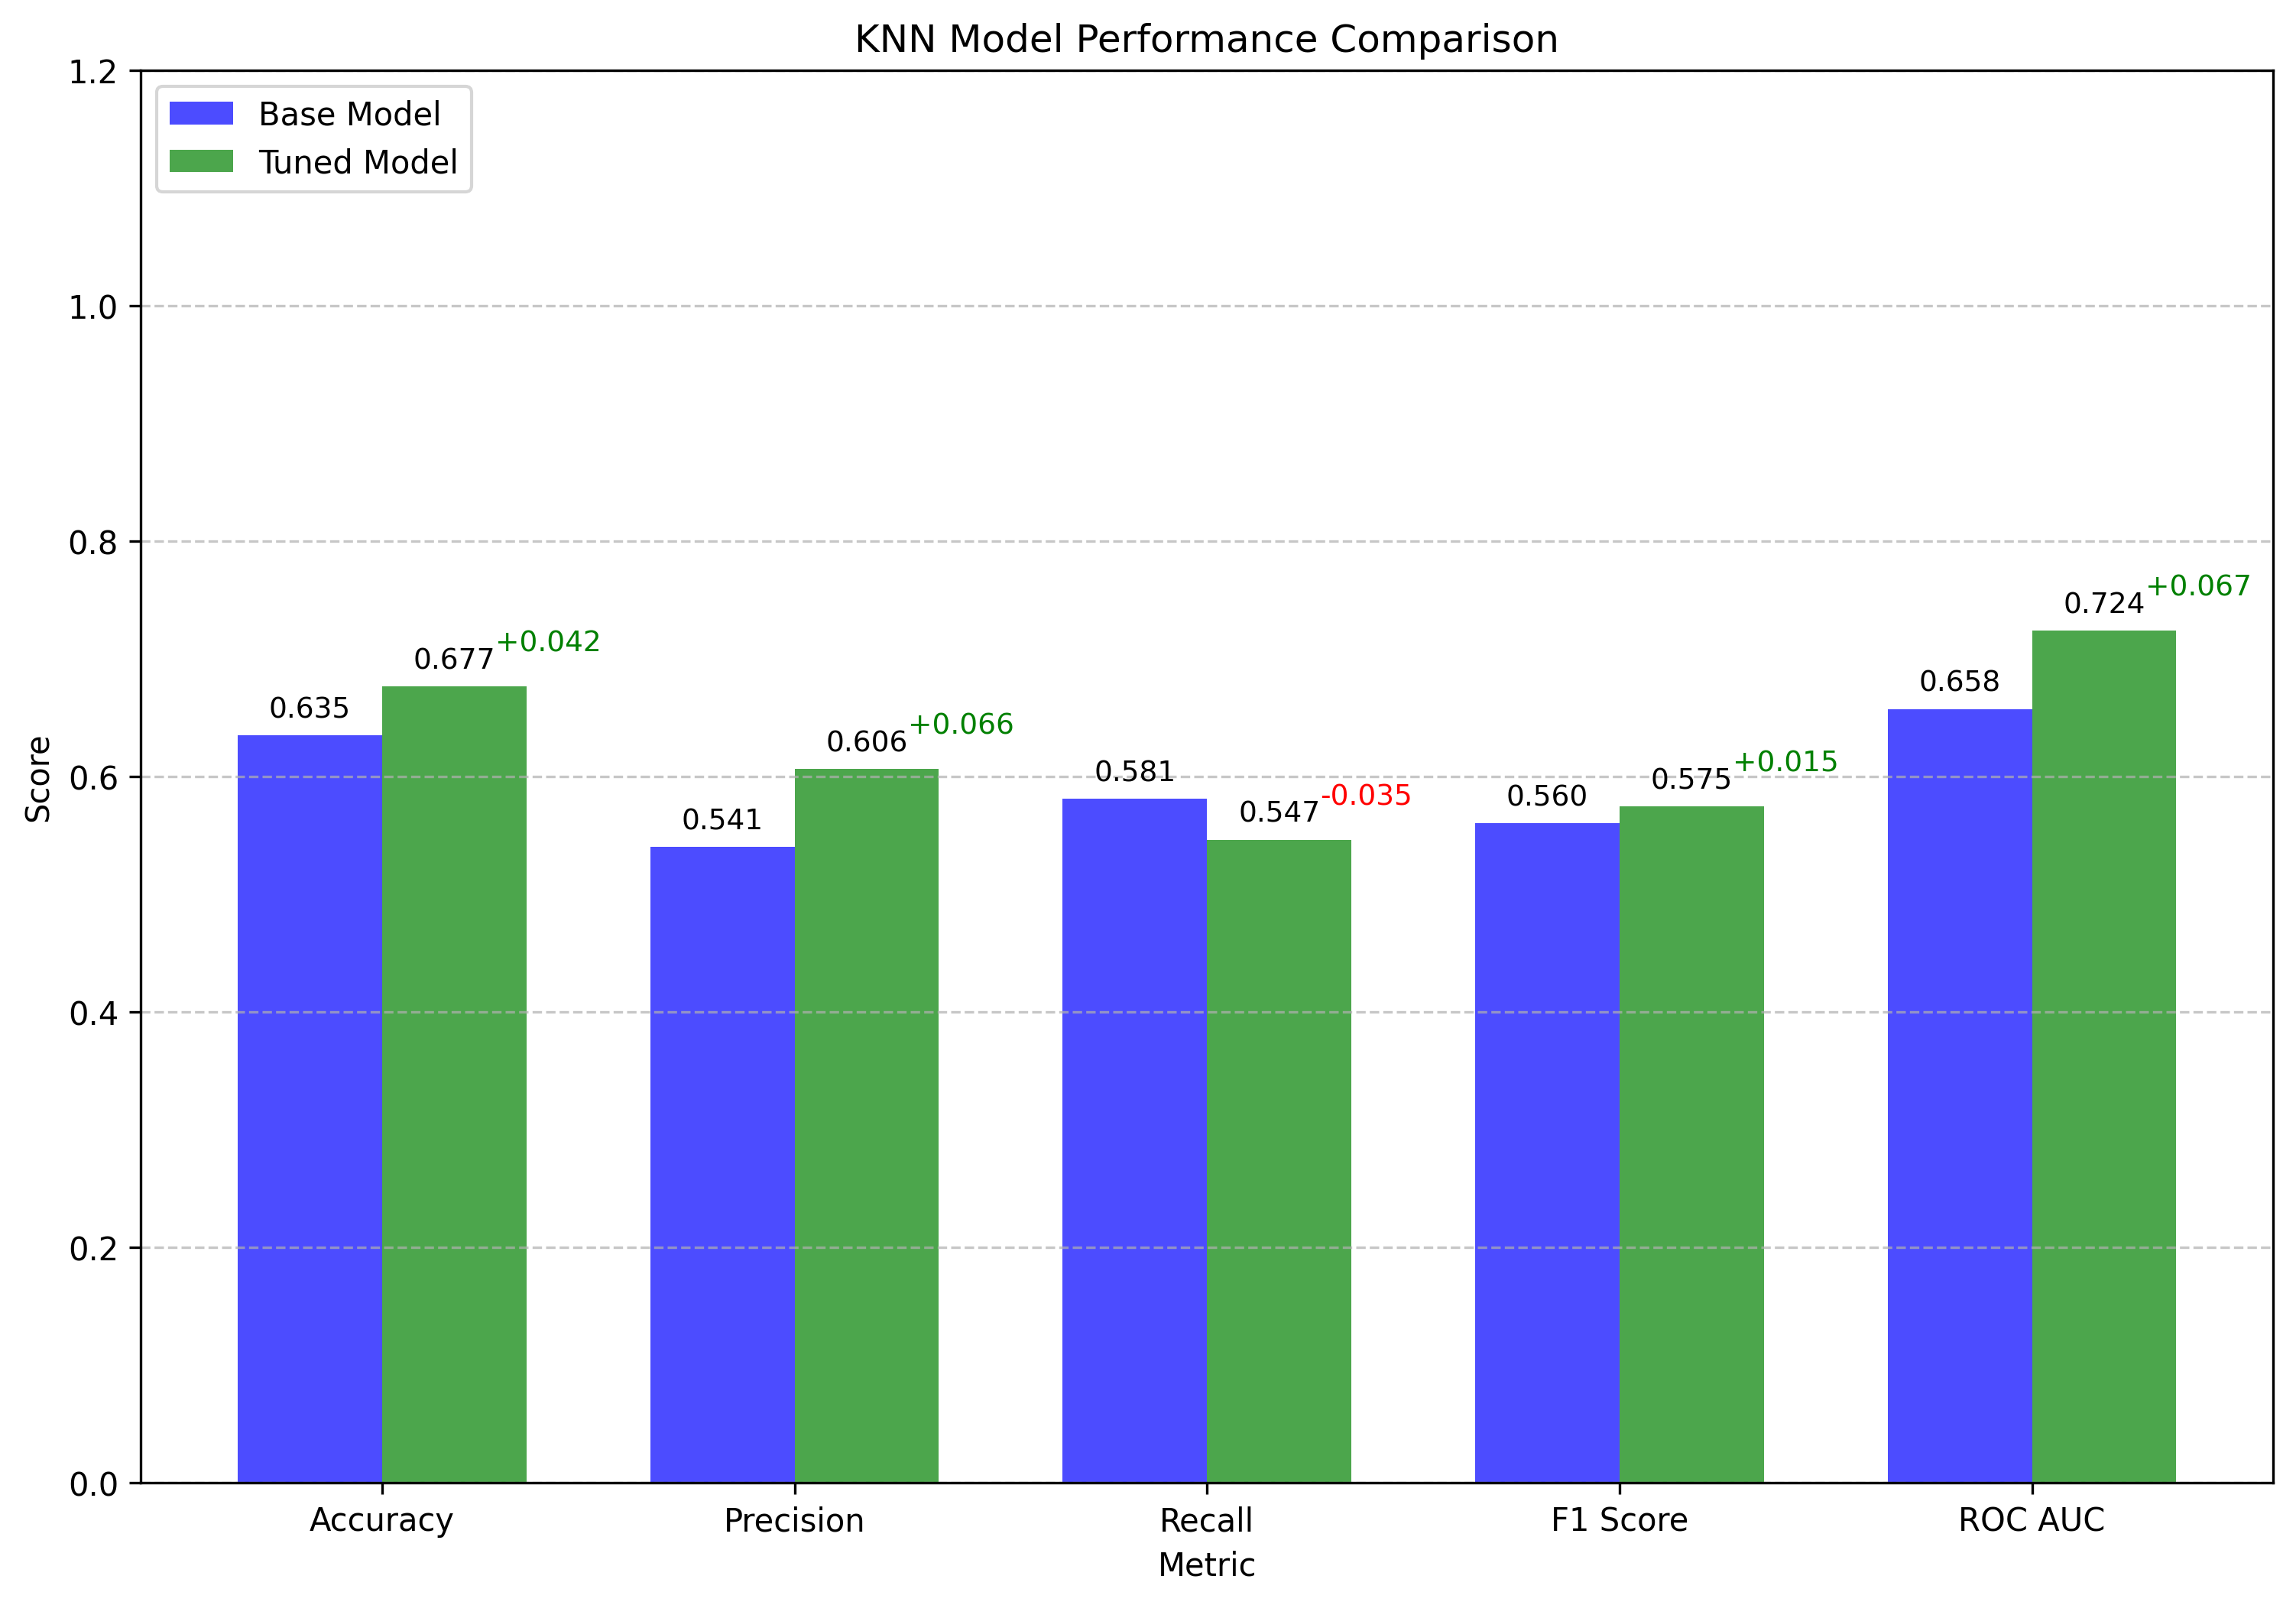 KNN Model Performance Comparison
Base Model
Tuned Model
Score
1.2
1.0
0.8
0.6
0.4
0.2
0.0
0.635
0.677
+0.042
0.541
0.606
+0.066
0.581
0.547
-0.035
0.560
0.575
+0.015
0.658
0.724
+0.067
Accuracy
Precision
Recall
F1 Score
ROC AUC
Metric